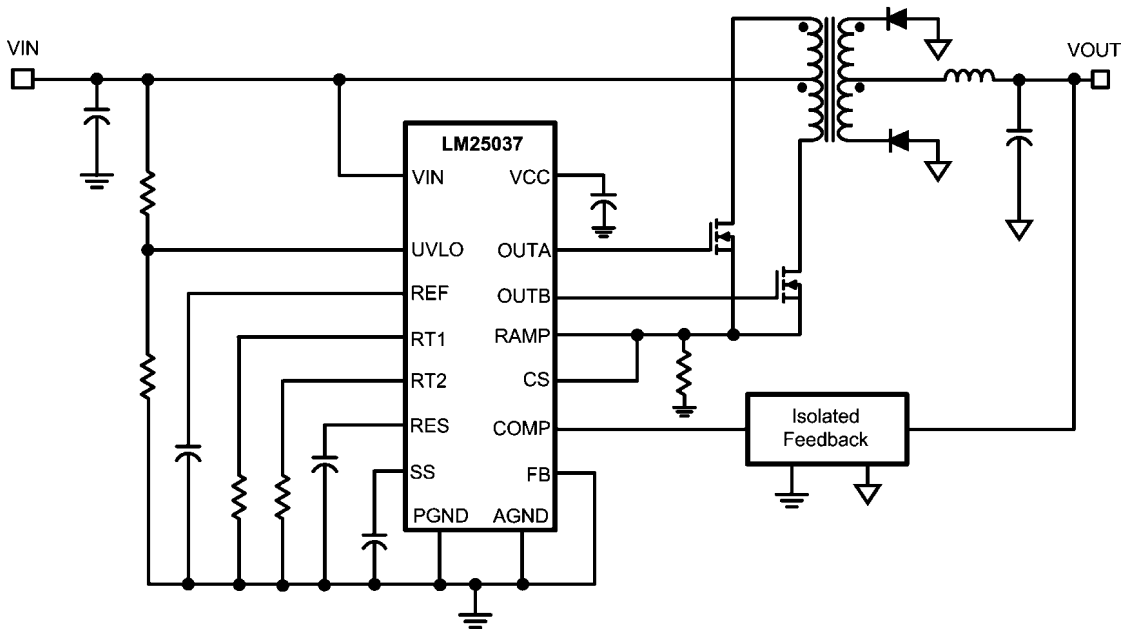 VIN
VOUT
LM25037
VIN
VCC
UVLO
OUTA
REF
OUTB
RT1
RAMP
RT2
CS
RES
COMP
SS
FB
PGND
AGND
Isolated
Feedback